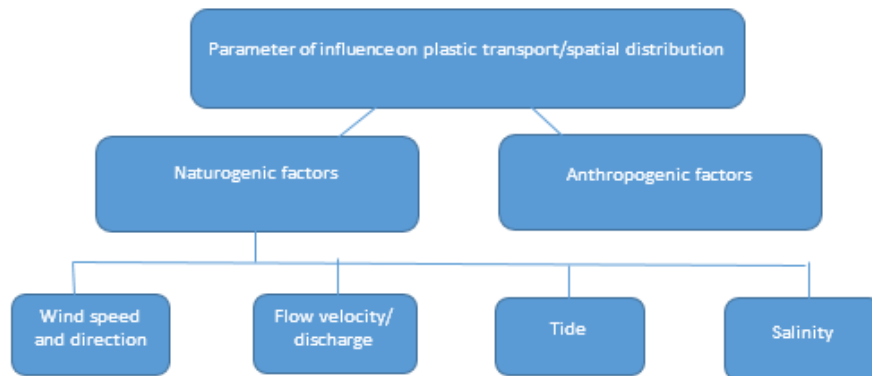 Parameter of influence on plastic transport/spatial distribution
Naturogenic factors
Anthropogenic factors
Wind speed
and direction
Flow velocity/
discharge
Tide
Salinity